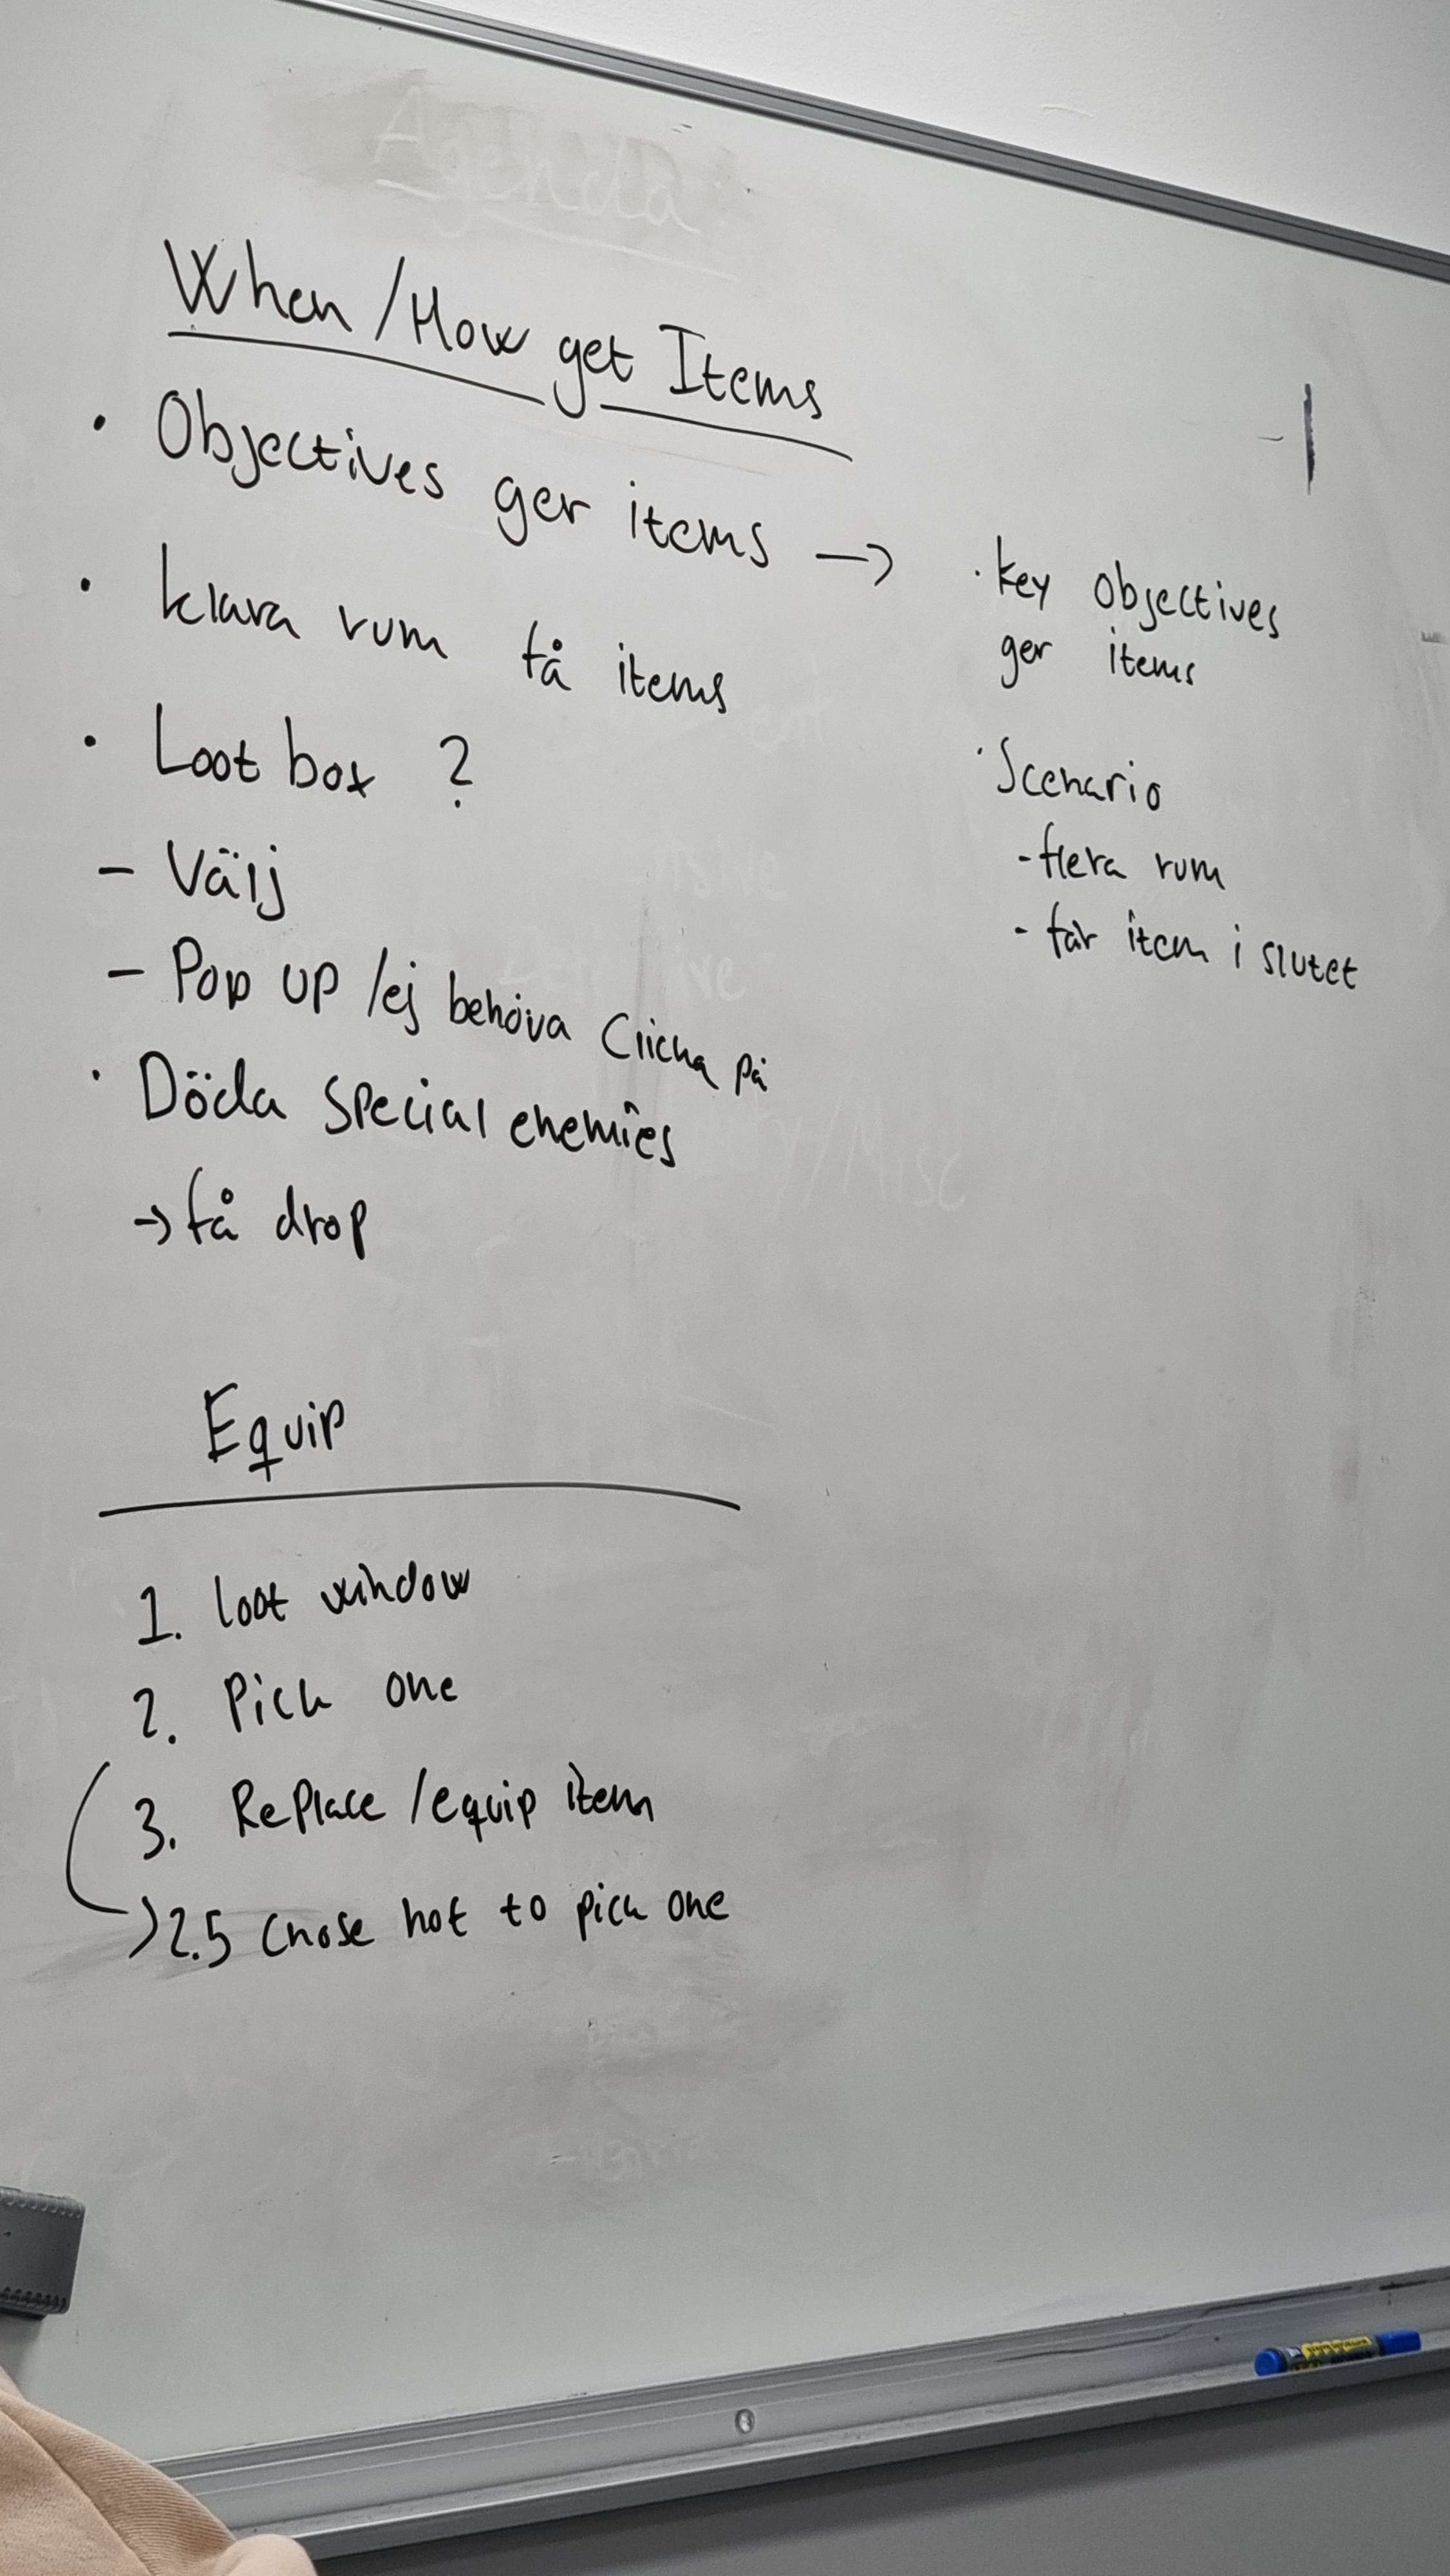 Agenda:
When/How get Items
• Objectives ger items →
• klara rum få items
• Loot box ?
- Välj
- Pop up /ej behöva Clicka på
• Döda special enemies
→ få drop
· key objectives
ger items
· Scenario
- flera rum
- får item i slutet
Equip
1. loot window
2. Pick one
3. Replace /equip item
→ 2.5 Chose not to pick one